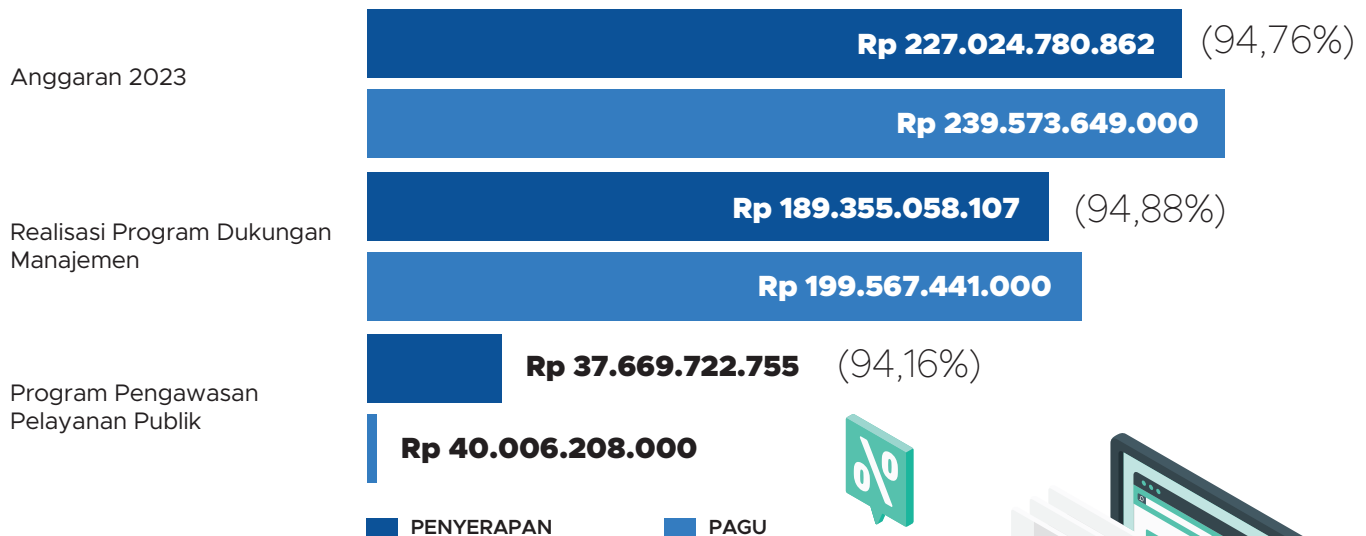 Rp 227.024.780.862 (94,76%)
Anggaran 2023
Rp 239.573.649.000
Rp 189.355.058.107 (94,88%)
Realisasi Program Dukungan
Manajemen
Rp 199.567.441.000
Rp 37.669.722.755 (94,16%)
Program Pengawasan
Pelayanan Publik
Rp 40.006.208.000
%
PENYERAPAN PAGU